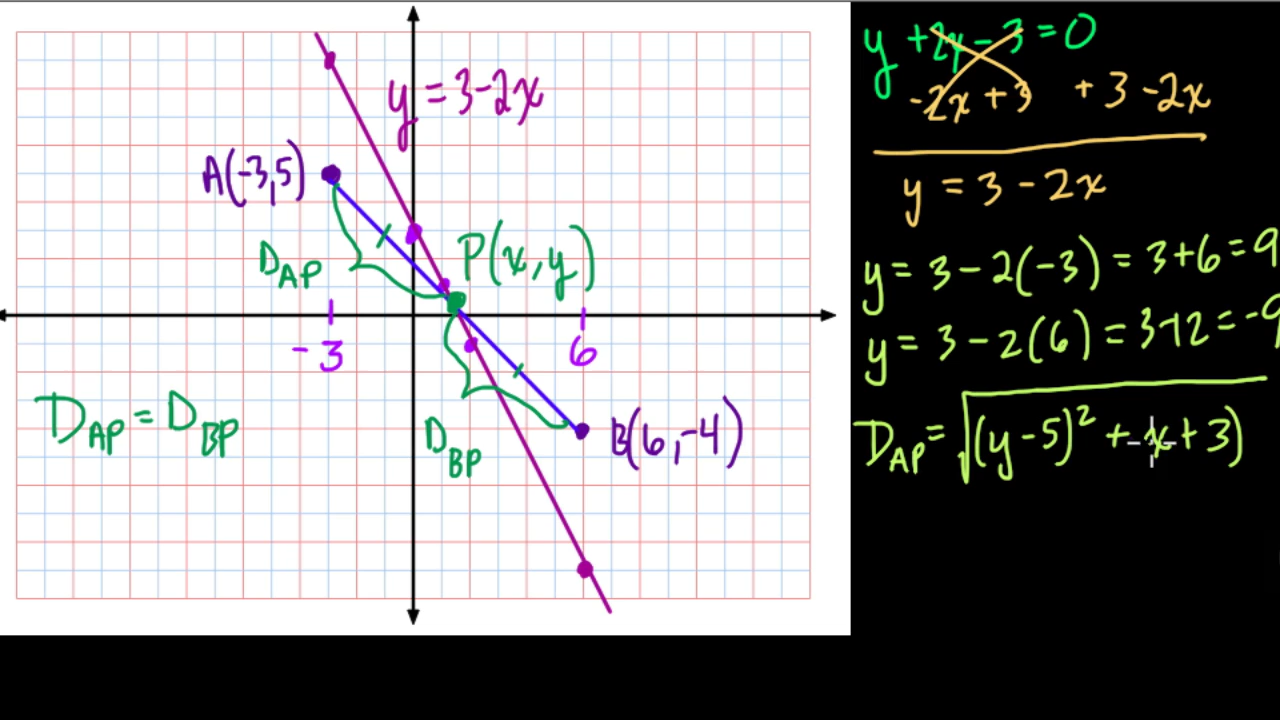 y = 3-2x
A(-3,5)
P(x,y)
D_AP
-3
6
D_AP = D_BP
D_BP
B(6,-4)
y + 2x - 3 = 0
-2x + 3 + 3 - 2x
y = 3 - 2x
y = 3 - 2(-3) = 3+6 = 9
y = 3 - 2(6) = 3-12 = -9
D_AP = √(y-5)² + x + 3)